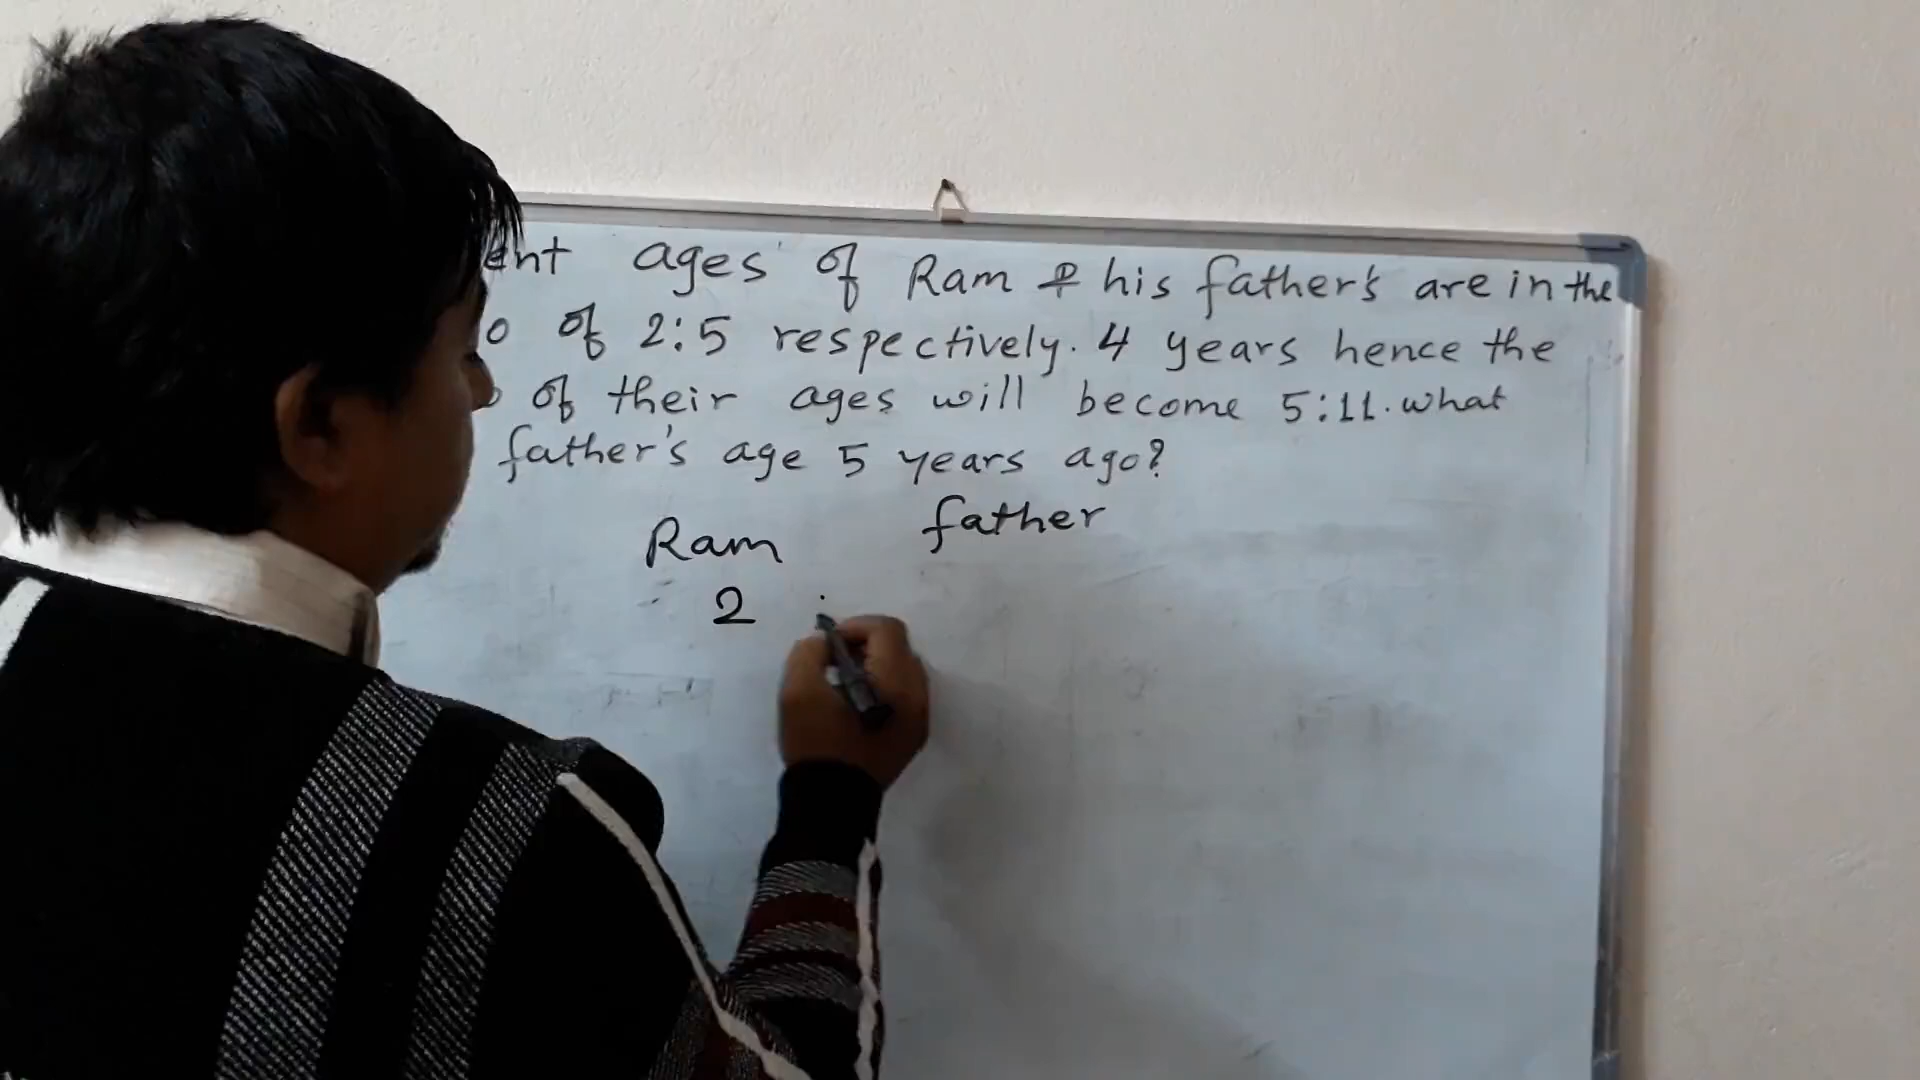 ent ages of Ram & his father's are in the
o of 2:5 respectively. 4 years hence the
o of their ages will become 5:11. what
father's age 5 years ago?
Ram father
2